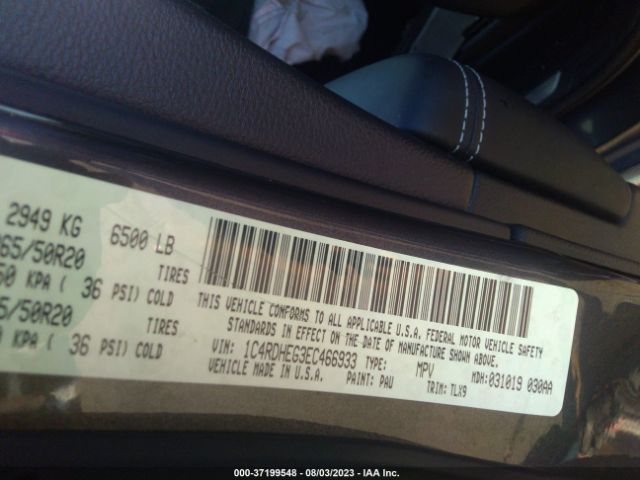 2949 KG 6500 LB
65/50R20 TIRES
50 KPA ( 36 PSI) COLD
5/50R20 TIRES
KPA ( 36 PSI) COLD
THIS VEHICLE CONFORMS TO ALL APPLICABLE U.S.A. FEDERAL MOTOR VEHICLE SAFETY
STANDARDS IN EFFECT ON THE DATE OF MANUFACTURE SHOWN ABOVE.
VIN: 1C4RDHEG3EC466933 TYPE: MPV MDH:031019 030AA
VEHICLE MADE IN U.S.A. PAINT: PAU TRIM: TLX9
000-37199548 - 08/03/2023 - IAA Inc.